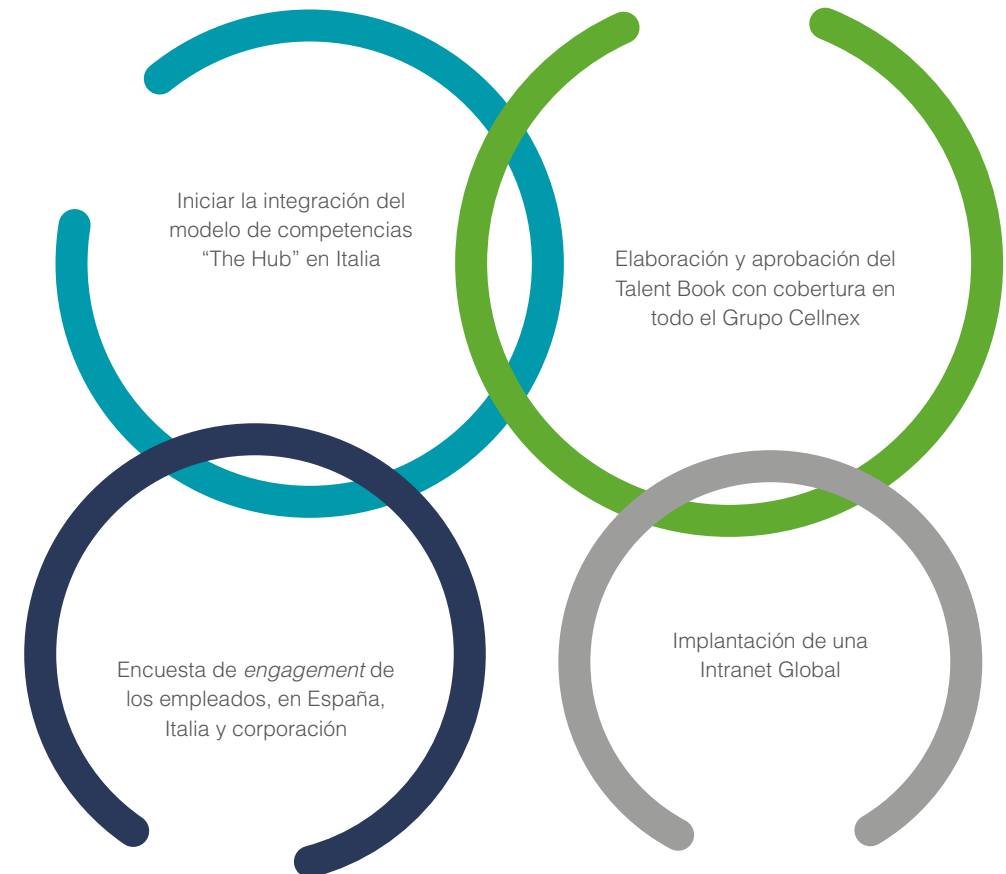 Iniciar la integración del
modelo de competencias
“The Hub” en Italia
Elaboración y aprobación del
Talent Book con cobertura en
todo el Grupo Cellnex
Encuesta de engagement de
los empleados, en España,
Italia y corporación
Implantación de una
Intranet Global